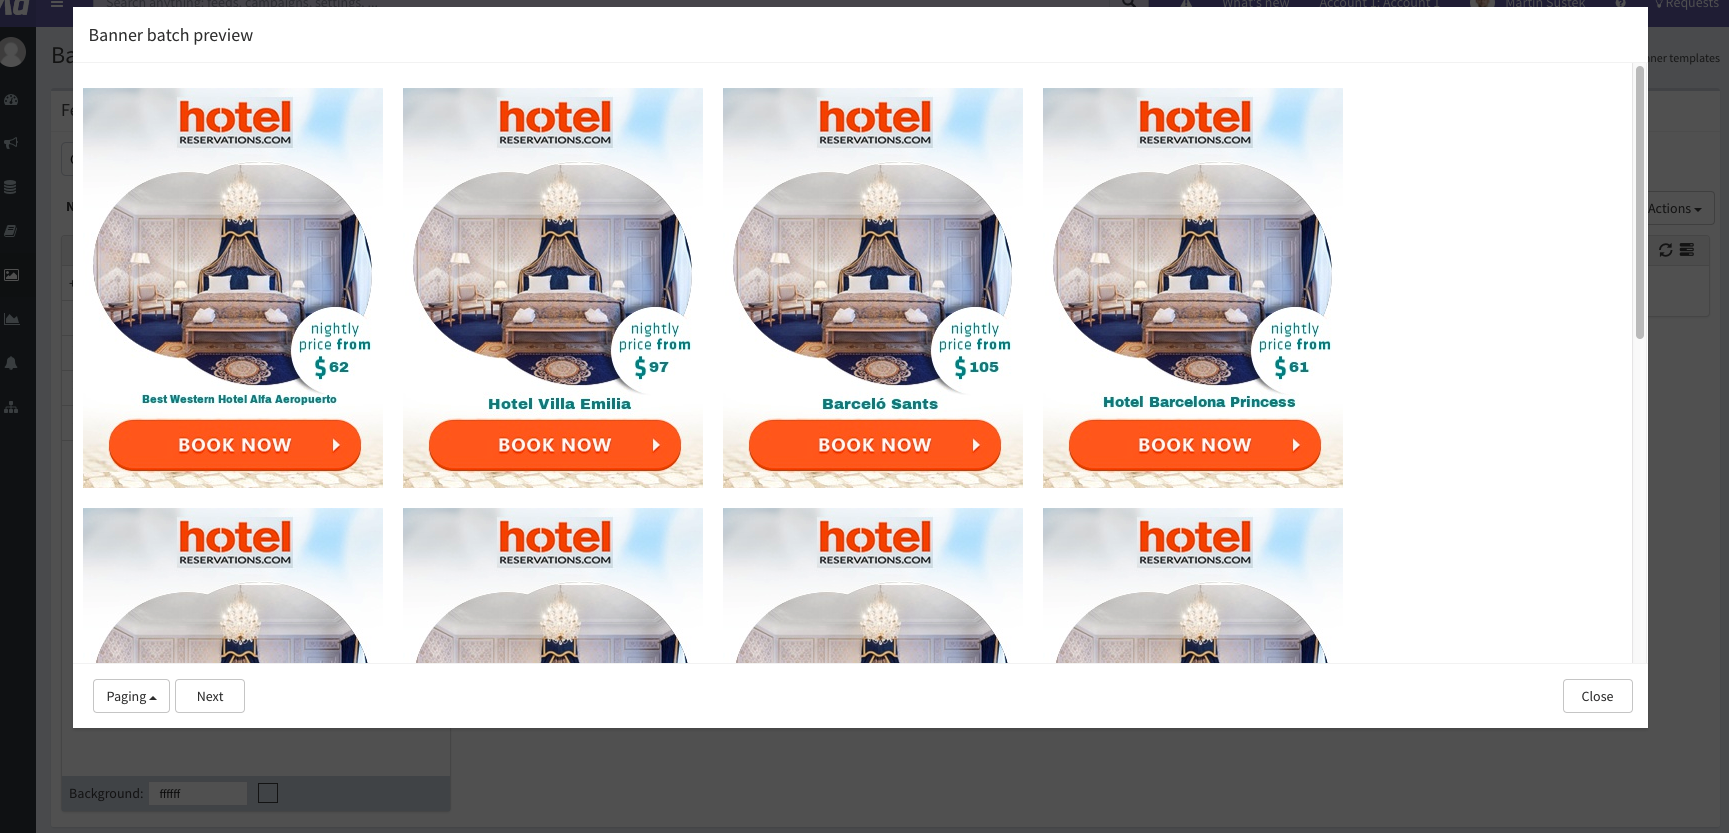 Search anything: feeds, campaigns, settings, ...
What's new
Account 1: Account 1
Martin Sustek
Requests
Banner batch preview
hotel
RESERVATIONS.COM
nightly
price from
$62
Best Western Hotel Alfa Aeropuerto
BOOK NOW
hotel
RESERVATIONS.COM
nightly
price from
$97
Hotel Villa Emilia
BOOK NOW
hotel
RESERVATIONS.COM
nightly
price from
$105
Barceló Sants
BOOK NOW
hotel
RESERVATIONS.COM
nightly
price from
$61
Hotel Barcelona Princess
BOOK NOW
templates
Actions
hotel
RESERVATIONS.COM
hotel
RESERVATIONS.COM
hotel
RESERVATIONS.COM
hotel
RESERVATIONS.COM
Paging
Next
Close
Background:
ffffff